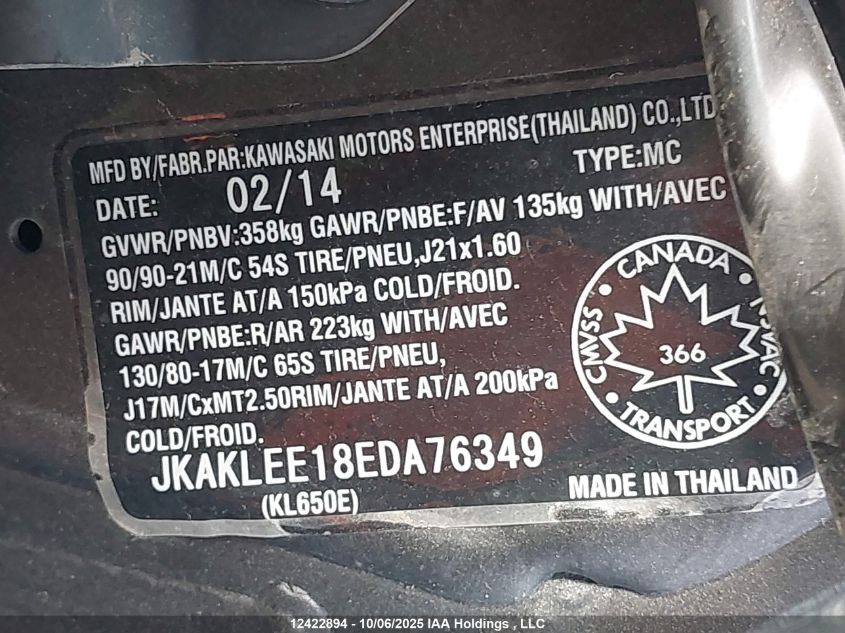 MFD BY/FABR.PAR:KAWASAKI MOTORS ENTERPRISE(THAILAND) CO.,LTD
DATE: 02/14 TYPE:MC
GVWR/PNBV:358kg GAWR/PNBE:F/AV 135kg WITH/AVEC
90/90-21M/C 54S TIRE/PNEU,J21x1.60
RIM/JANTE AT/A 150kPa COLD/FROID.
GAWR/PNBE:R/AR 223kg WITH/AVEC
130/80-17M/C 65S TIRE/PNEU,
J17M/CxMT2.50RIM/JANTE AT/A 200kPa
COLD/FROID.
JKAKLEE18EDA76349
(KL650E)
CANADA
CMVSS
366
TRANSPORT
MADE IN THAILAND
12422894 - 10/06/2025 IAA Holdings , LLC